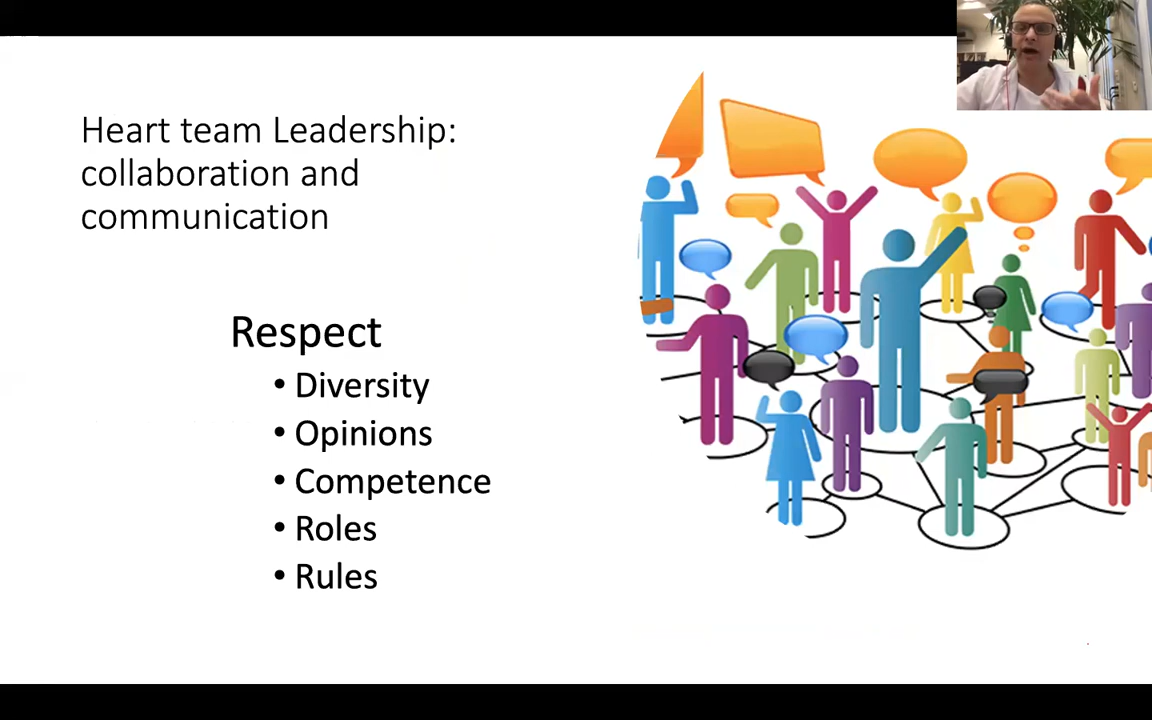 Heart team Leadership:
collaboration and
communication
Respect
• Diversity
• Opinions
• Competence
• Roles
• Rules